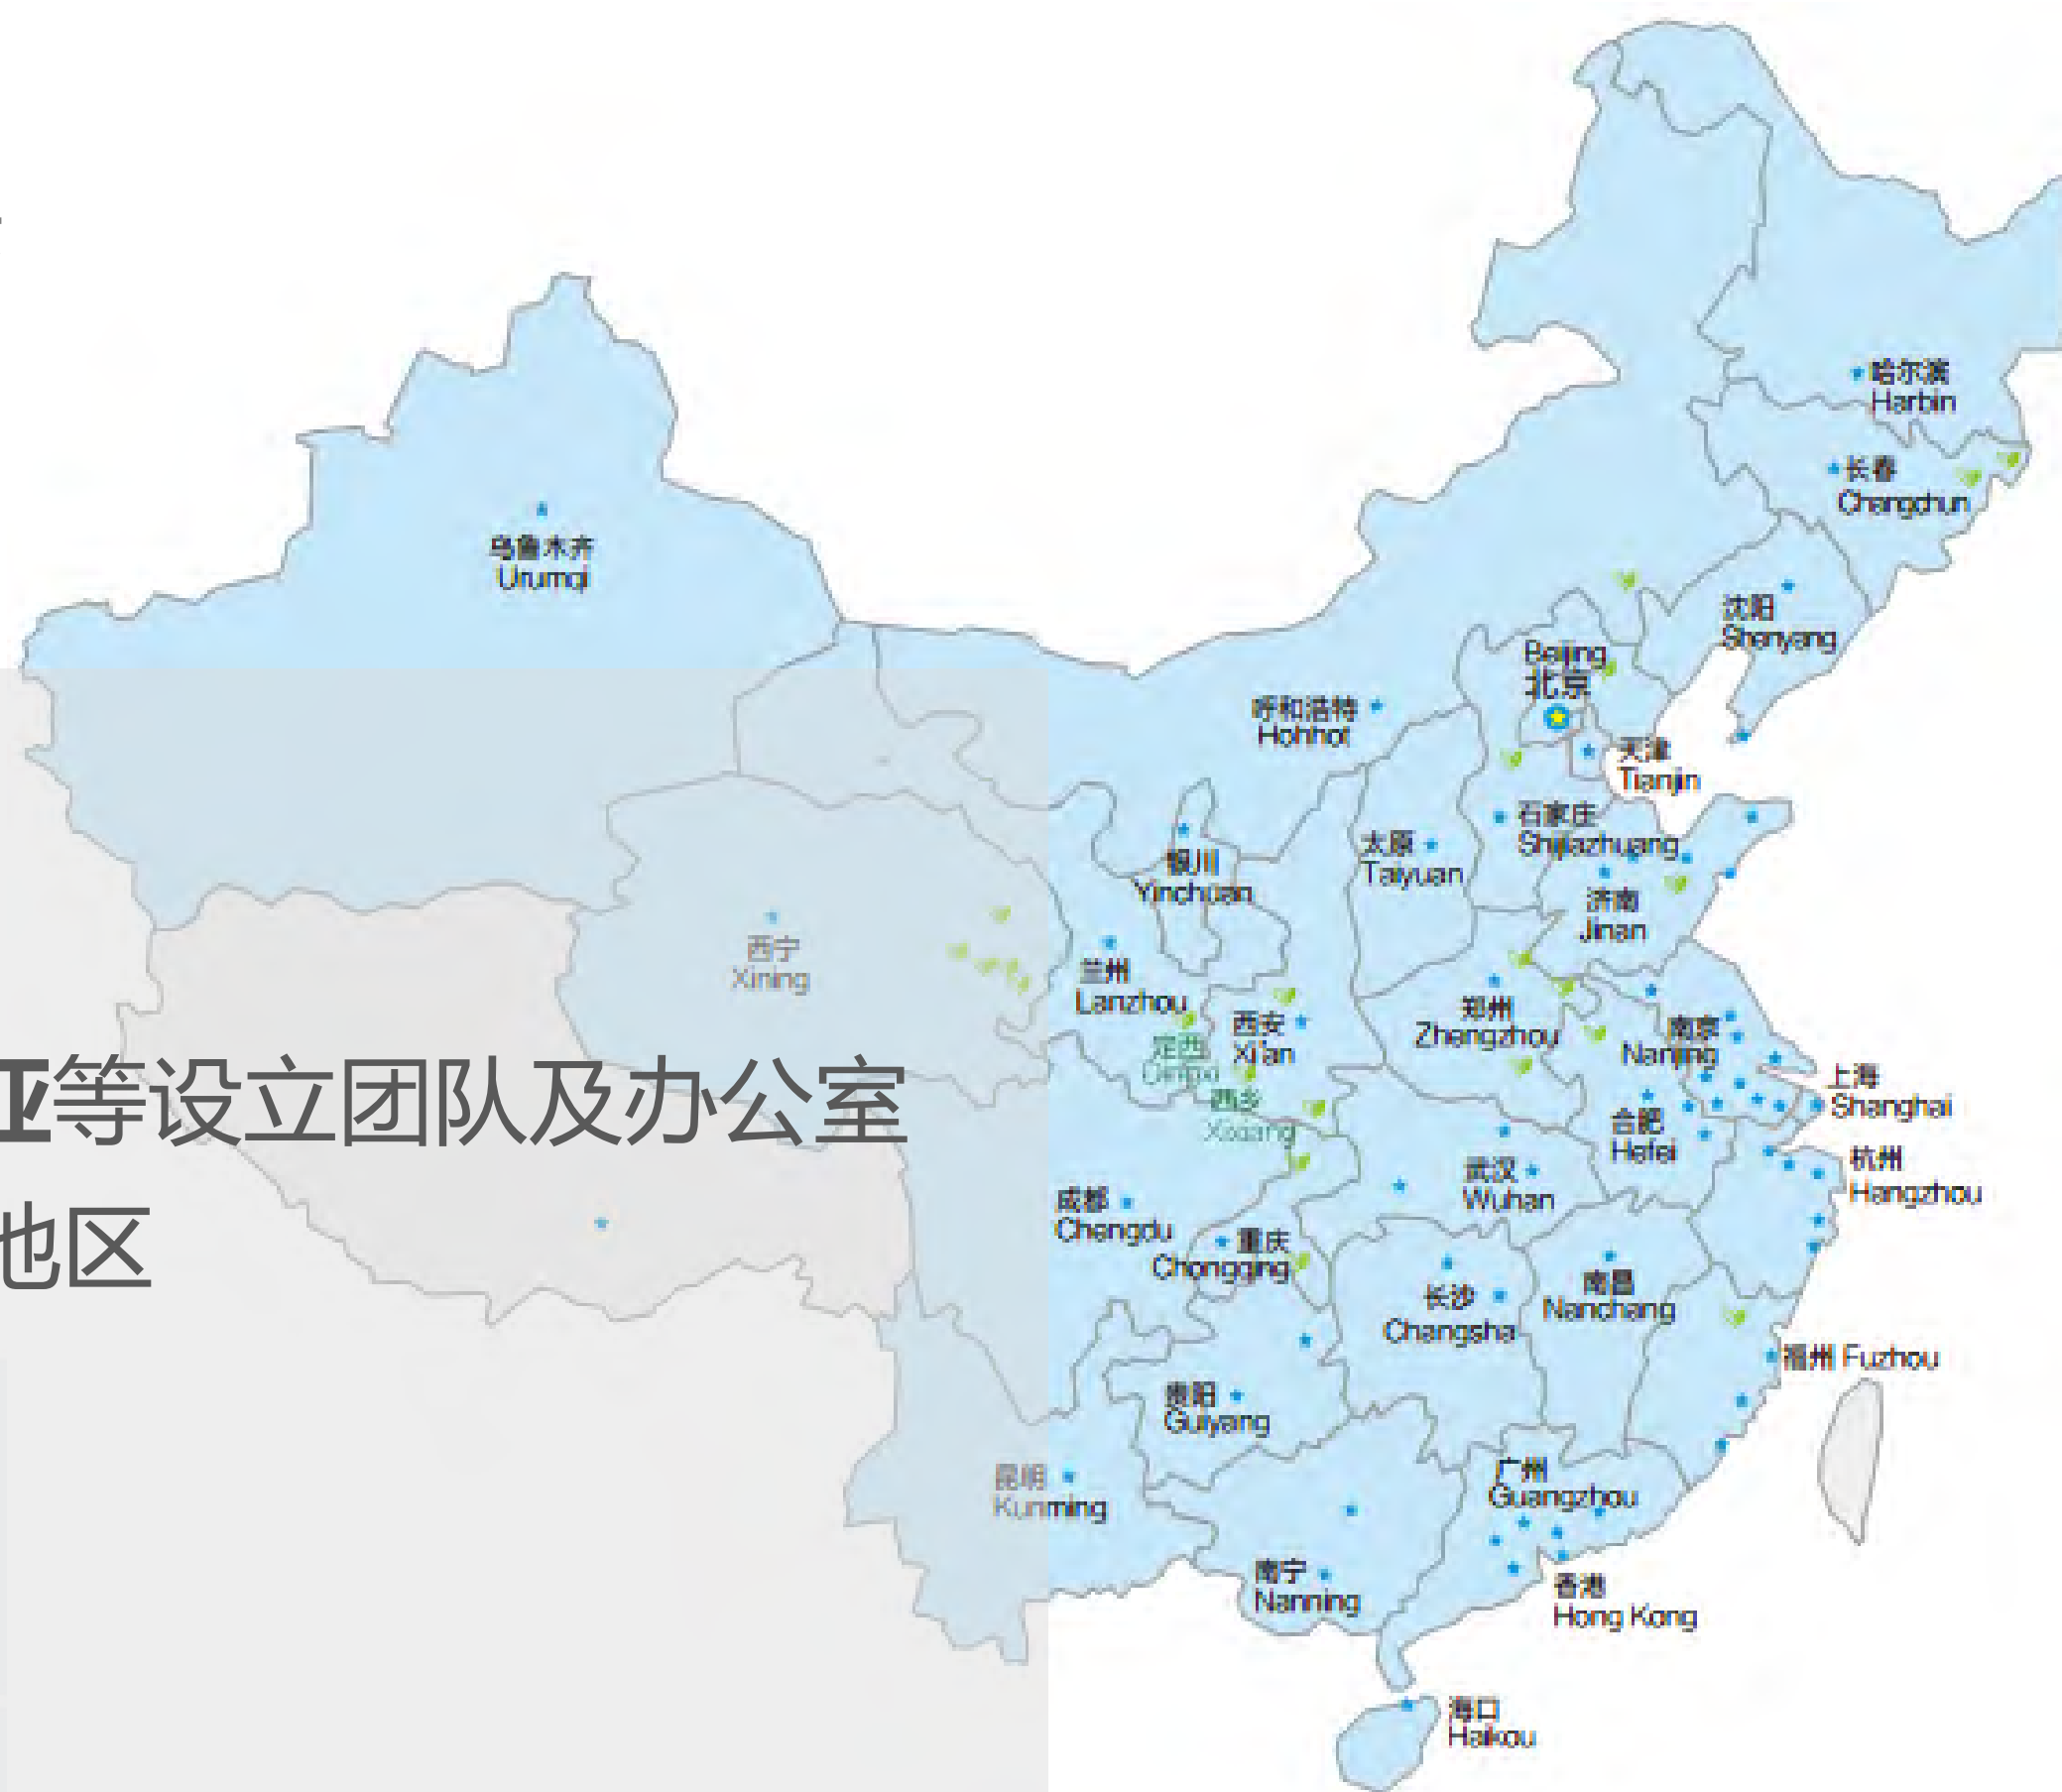 哈尔滨
Harbin
长春
Changchun
乌鲁木齐
Urumqi
沈阳
Shenyang
Beijing
北京
呼和浩特
Hohhot
天津
Tianjin
石家庄
Shijiazhuang
太原
Taiyuan
银川
Yinchuan
济南
Jinan
西宁
Xining
兰州
Lanzhou
西安
Xi'an
郑州
Zhengzhou
南京
Nanjing
定西
Dingxi
上海
Shanghai
亚等设立团队及办公室
西乡
Xixiang
合肥
Hefei
杭州
Hangzhou
武汉
Wuhan
成都
Chengdu
重庆
Chongqing
地区
长沙
Changsha
南昌
Nanchang
福州 Fuzhou
贵阳
Guiyang
昆明
Kunming
广州
Guangzhou
南宁
Nanning
香港
Hong Kong
海口
Haikou